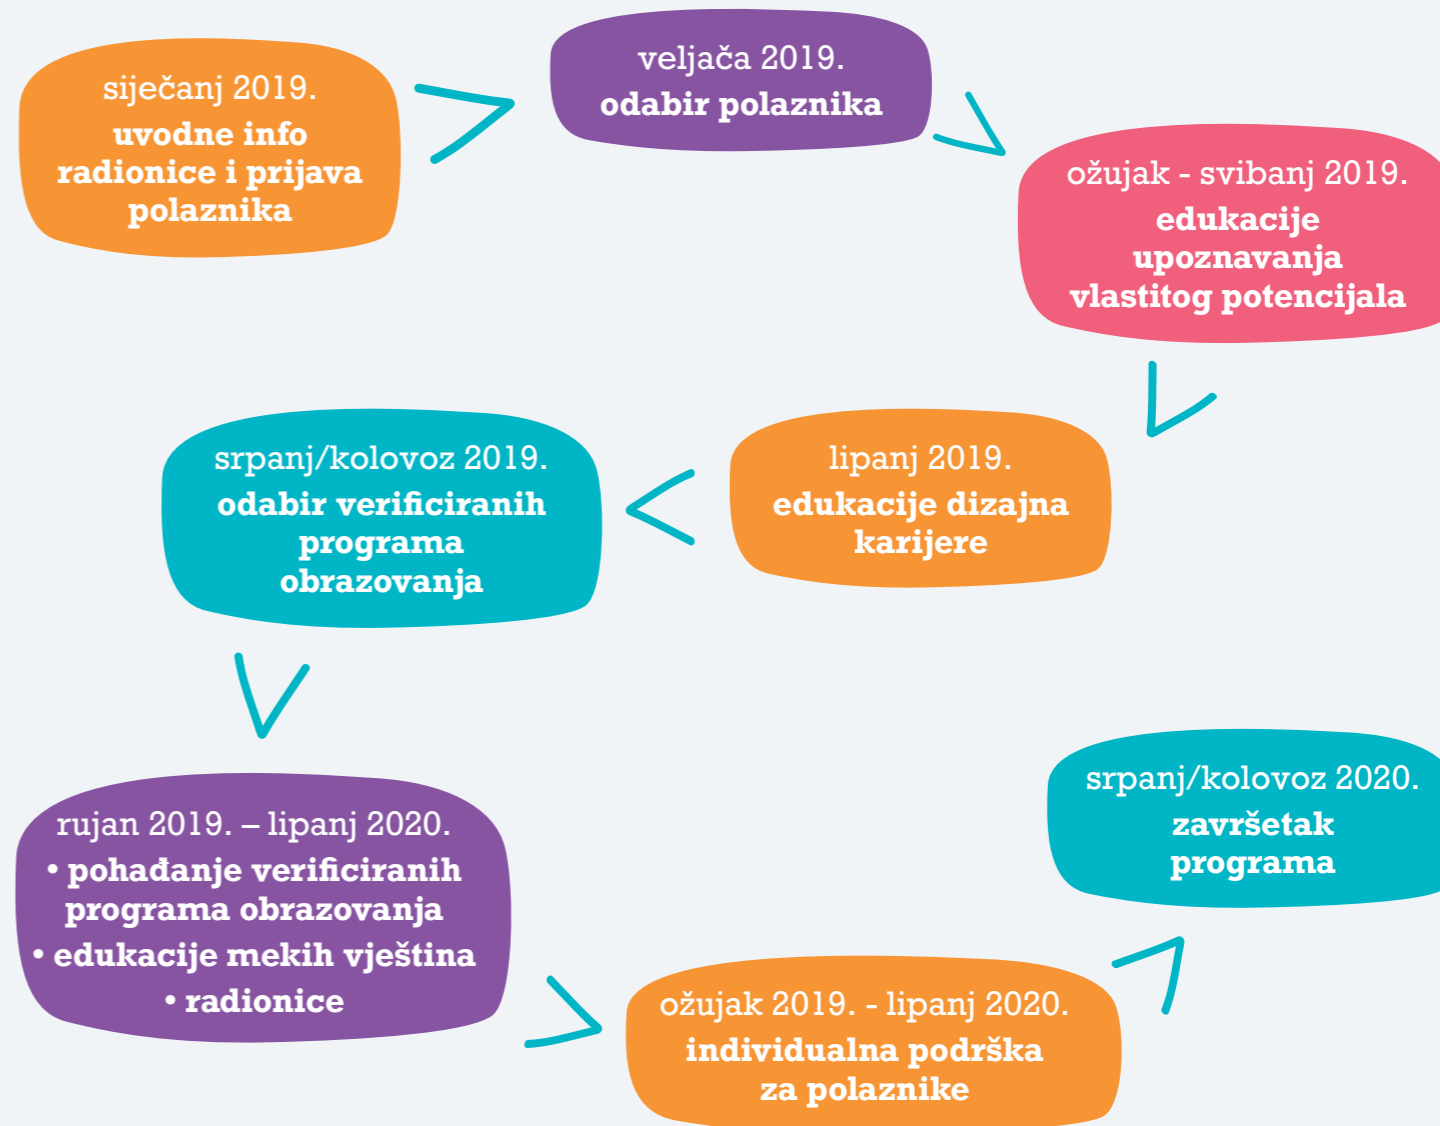 siječanj 2019.
uvodne info
radionice i prijava
polaznika
veljača 2019.
odabir polaznika
ožujak - svibanj 2019.
edukacije
upoznavanja
vlastitog potencijala
lipanj 2019.
edukacije dizajna
karijere
srpanj/kolovoz 2019.
odabir verificiranih
programa
obrazovanja
rujan 2019. – lipanj 2020.
• pohađanje verificiranih
programa obrazovanja
• edukacije mekih vještina
• radionice
ožujak 2019. - lipanj 2020.
individualna podrška
za polaznike
srpanj/kolovoz 2020.
završetak
programa